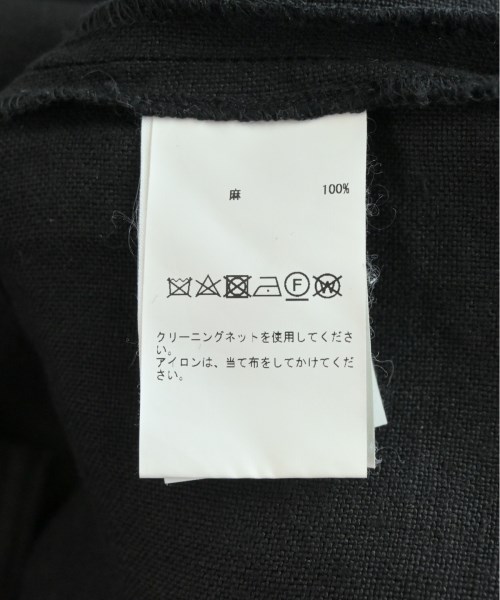 麻 100%
F W
クリーニングネットを使用してくださ
い。
アイロンは、当て布をしてかけてくだ
さい。